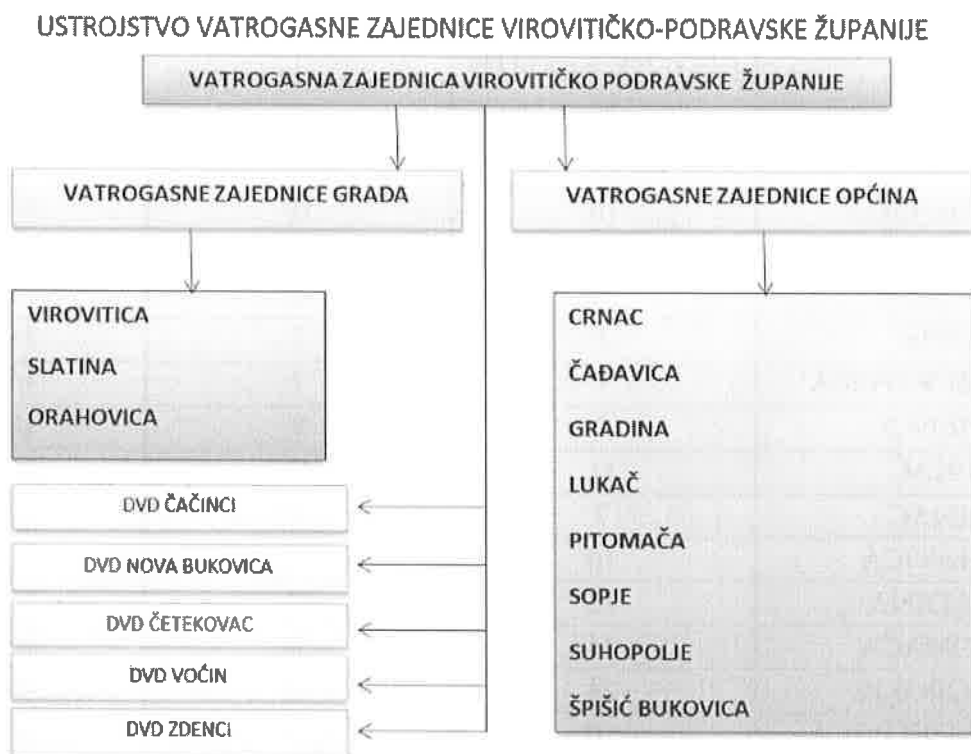 USTROJSTVO VATROGASNE ZAJEDNICE VIROVITIČKO-PODRAVSKE ŽUPANIJE
VATROGASNA ZAJEDNICA VIROVITIČKO PODRAVSKE ŽUPANIJE
VATROGASNE ZAJEDNICE GRADA
VATROGASNE ZAJEDNICE OPĆINA
VIROVITICA
SLATINA
ORAHOVICA
DVD ČAČINCI
DVD NOVA BUKOVICA
DVD ČETEKOVAC
DVD VOĆIN
DVD ZDENCI
CRNAC
ČAĐAVICA
GRADINA
LUKAČ
PITOMAČA
SOPJE
SUHOPOLJE
ŠPIŠIĆ BUKOVICA